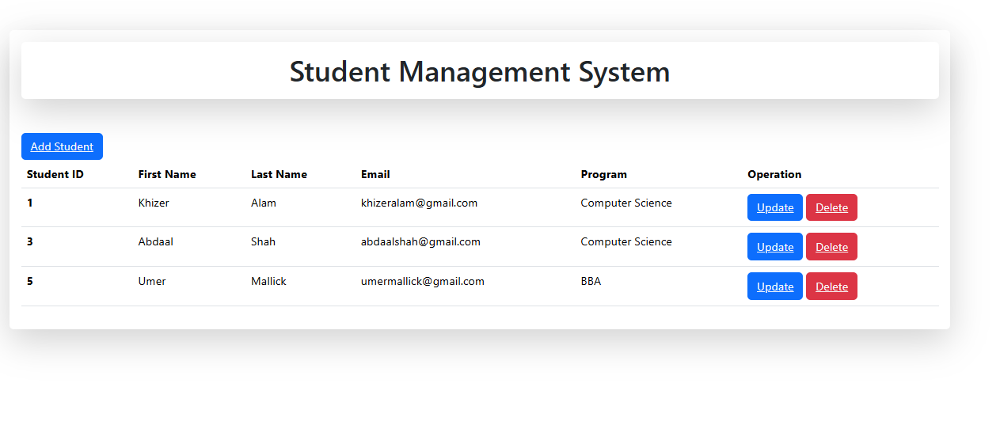 Student Management System
Add Student
Student ID First Name Last Name Email Program Operation
1 Khizer Alam khizeralam@gmail.com Computer Science Update Delete
3 Abdaal Shah abdaalshah@gmail.com Computer Science Update Delete
5 Umer Mallick umermallick@gmail.com BBA Update Delete